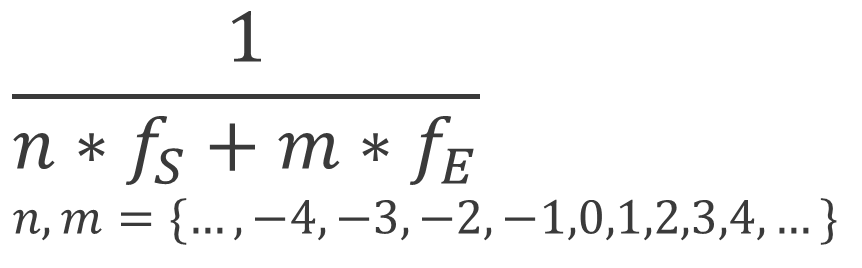 1
n * f_S + m * f_E
n, m = {… , −4, −3, −2, −1,0,1,2,3,4, … }